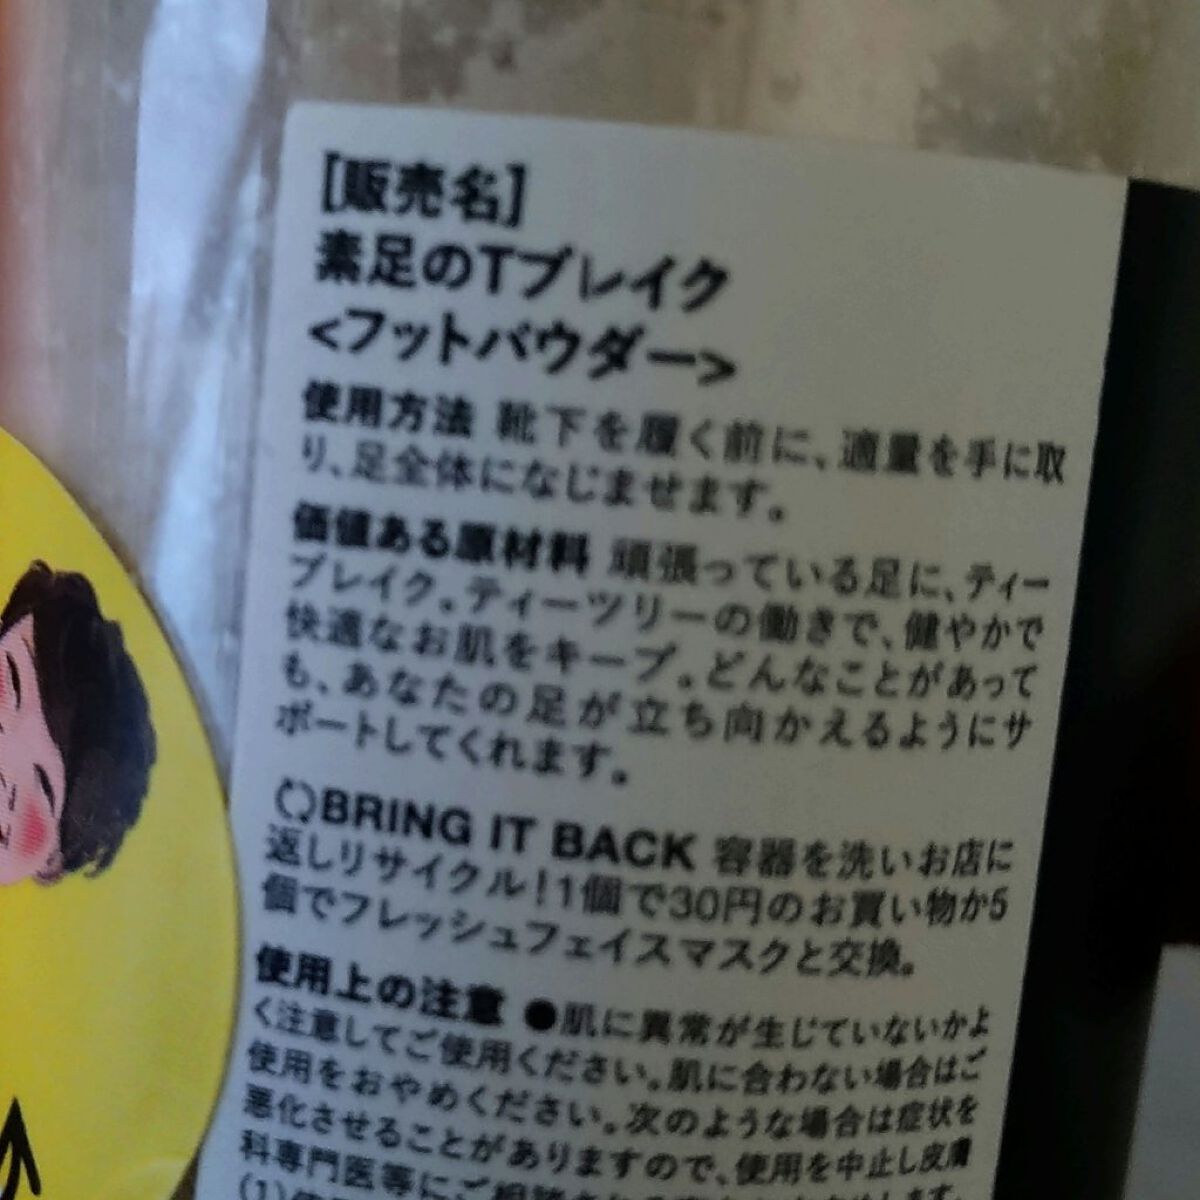 [販売名]
素足のTブレイク
<フットパウダー>
使用方法 靴下を履く前に、適量を手に取
り、足全体になじませます。
価値ある原材料 頑張っている足に、ティー
ブレイク。ティーツリーの働きで、健やかで
快適なお肌をキープ。どんなことがあって
も、あなたの足が立ち向かえるようにサ
ポートしてくれます。
BRING IT BACK 容器を洗いお店に
返しリサイクル!1個で30円のお買い物か5
個でフレッシュフェイスマスクと交換。
使用上の注意 ●肌に異常が生じていないかよ
く注意してご使用ください。肌に合わない場合はご
使用をおやめください。次のような場合は症状を
悪化させることがありますので、使用を中止し皮膚
科専門医等にご相談